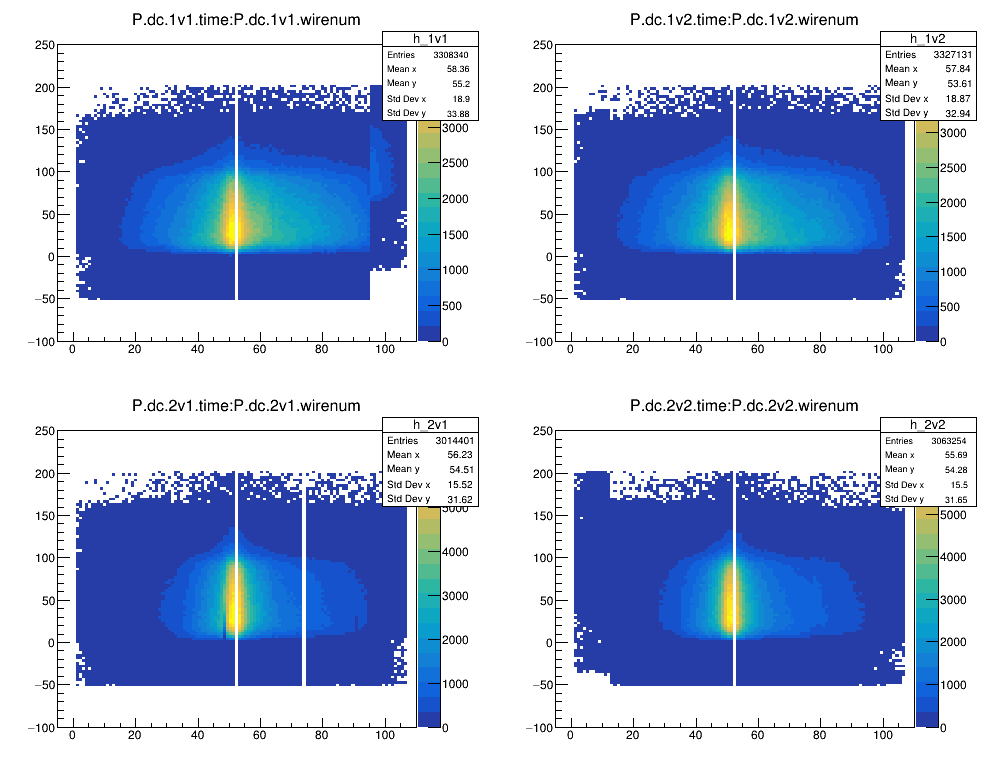 P.dc.1v1.time:P.dc.1v1.wirenum
h_1v1
Entries 3308340
Mean x 58.36
Mean y 55.2
Std Dev x 18.9
Std Dev y 33.88
250
200
150
100
50
0
−50
−100
0 20 40 60 80 100
3000
2500
2000
1500
1000
500
0
P.dc.1v2.time:P.dc.1v2.wirenum
h_1v2
Entries 3327131
Mean x 57.84
Mean y 53.61
Std Dev x 18.87
Std Dev y 32.94
250
200
150
100
50
0
−50
−100
0 20 40 60 80 100
3000
2500
2000
1500
1000
500
0
P.dc.2v1.time:P.dc.2v1.wirenum
h_2v1
Entries 3014401
Mean x 56.23
Mean y 54.51
Std Dev x 15.52
Std Dev y 31.62
250
200
150
100
50
0
−50
−100
0 20 40 60 80 100
5000
4000
3000
2000
1000
0
P.dc.2v2.time:P.dc.2v2.wirenum
h_2v2
Entries 3063254
Mean x 55.69
Mean y 54.28
Std Dev x 15.5
Std Dev y 31.65
250
200
150
100
50
0
−50
−100
0 20 40 60 80 100
5000
4000
3000
2000
1000
0